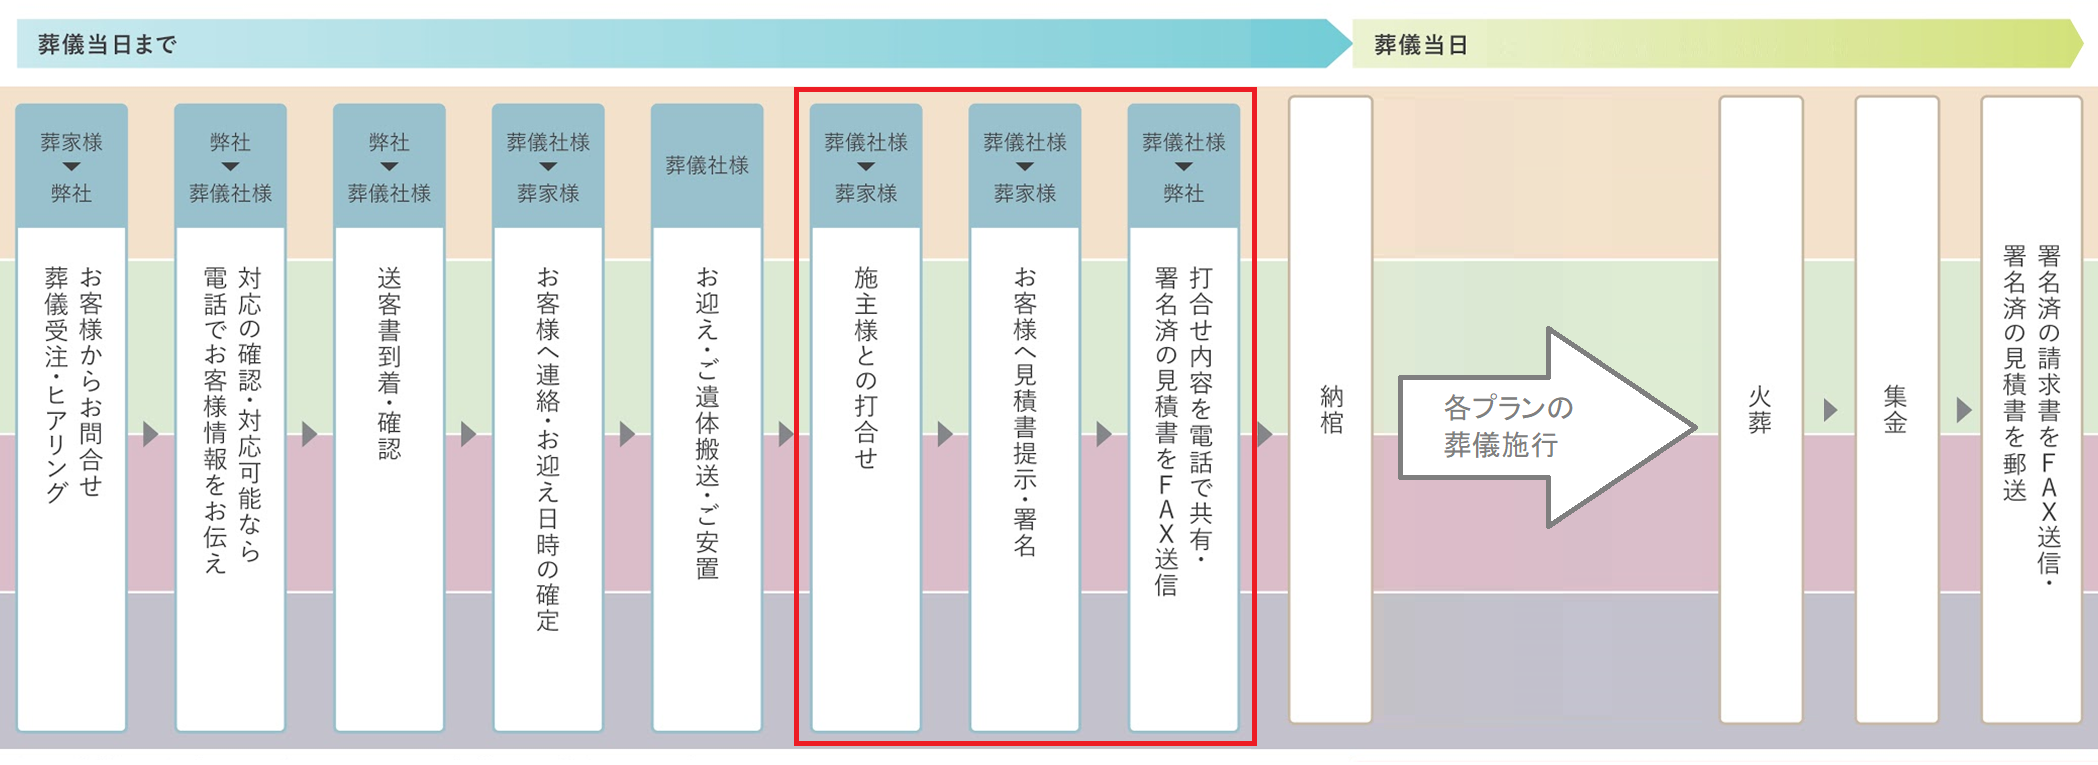 葬儀当日まで
葬儀当日
葬家様
弊社
お客様からお問合せ
葬儀受注・ヒアリング
弊社
葬儀社様
対応の確認・対応可能なら
電話でお客様情報をお伝え
弊社
葬儀社様
送客書到着・確認
葬儀社様
葬家様
お客様へ連絡・お迎え日時の確定
葬儀社様
お迎え・ご遺体搬送・ご安置
葬儀社様
葬家様
施主様との打合せ
葬儀社様
葬家様
お客様へ見積書提示・署名
葬儀社様
弊社
打合せ内容を電話で共有・
署名済の見積書をFAX送信
納棺
各プランの
葬儀施行
火葬
集金
署名済の請求書をFAX送信・
署名済の見積書を郵送